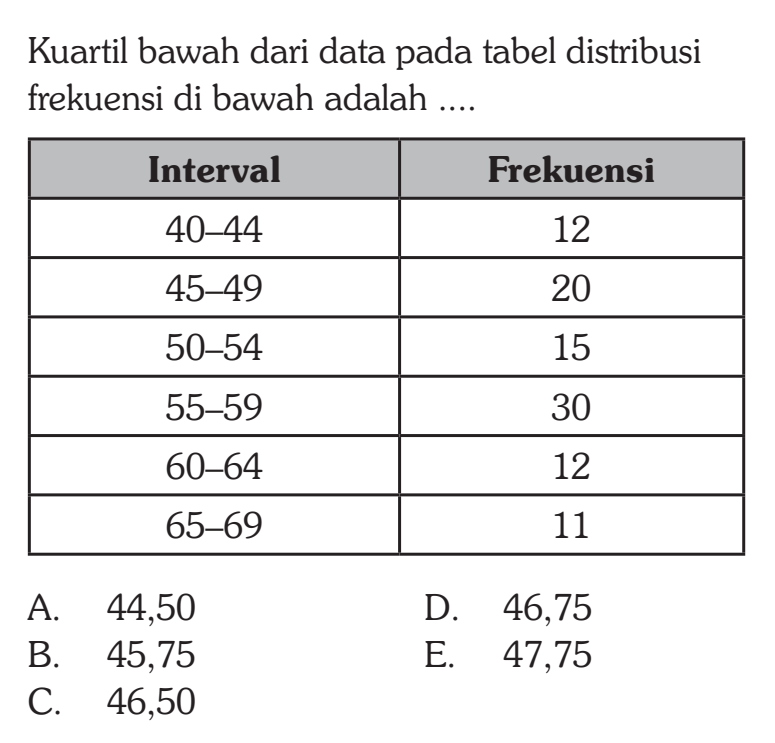 Kuartil bawah dari data pada tabel distribusi
frekuensi di bawah adalah ....
Interval Frekuensi
40–44 12
45–49 20
50–54 15
55–59 30
60–64 12
65–69 11
A. 44,50 D. 46,75
B. 45,75 E. 47,75
C. 46,50